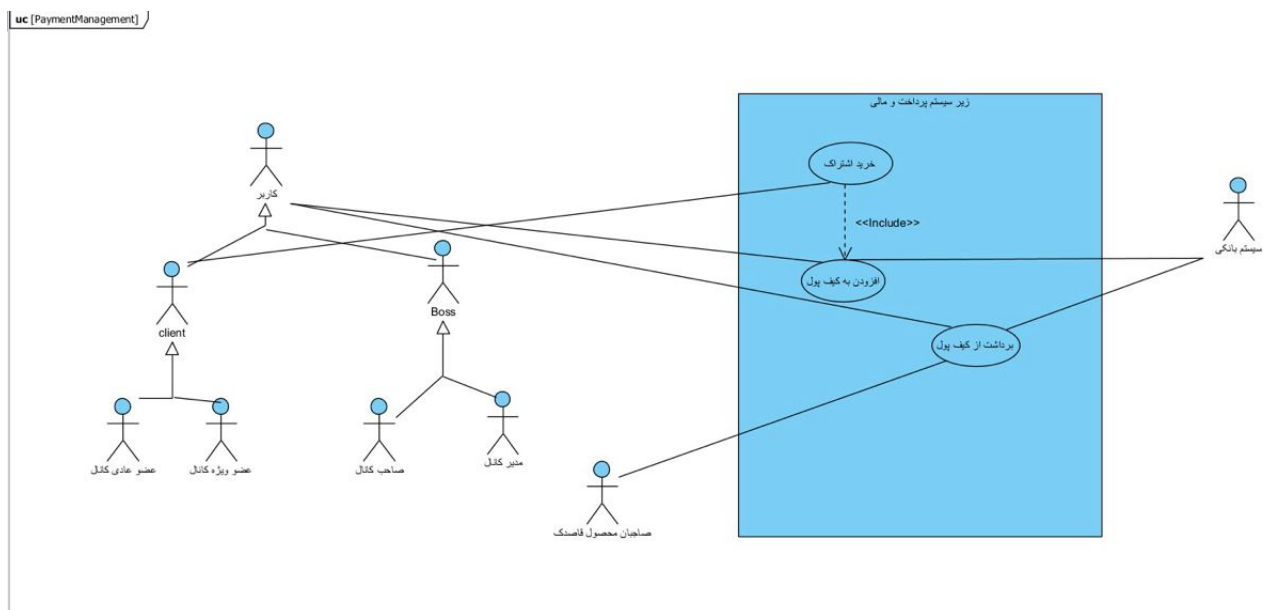 uc [PaymentManagement]
زیر سیستم پرداخت و مالی
خرید اشتراک
کاربر
<<Include>>
سیستم بانکی
افزودن به کیف پول
client
Boss
برداشت از کیف پول
عضو عادی کانال
عضو ویژه کانال
صاحب کانال
مدیر کانال
صاحبان محصول قاصدک